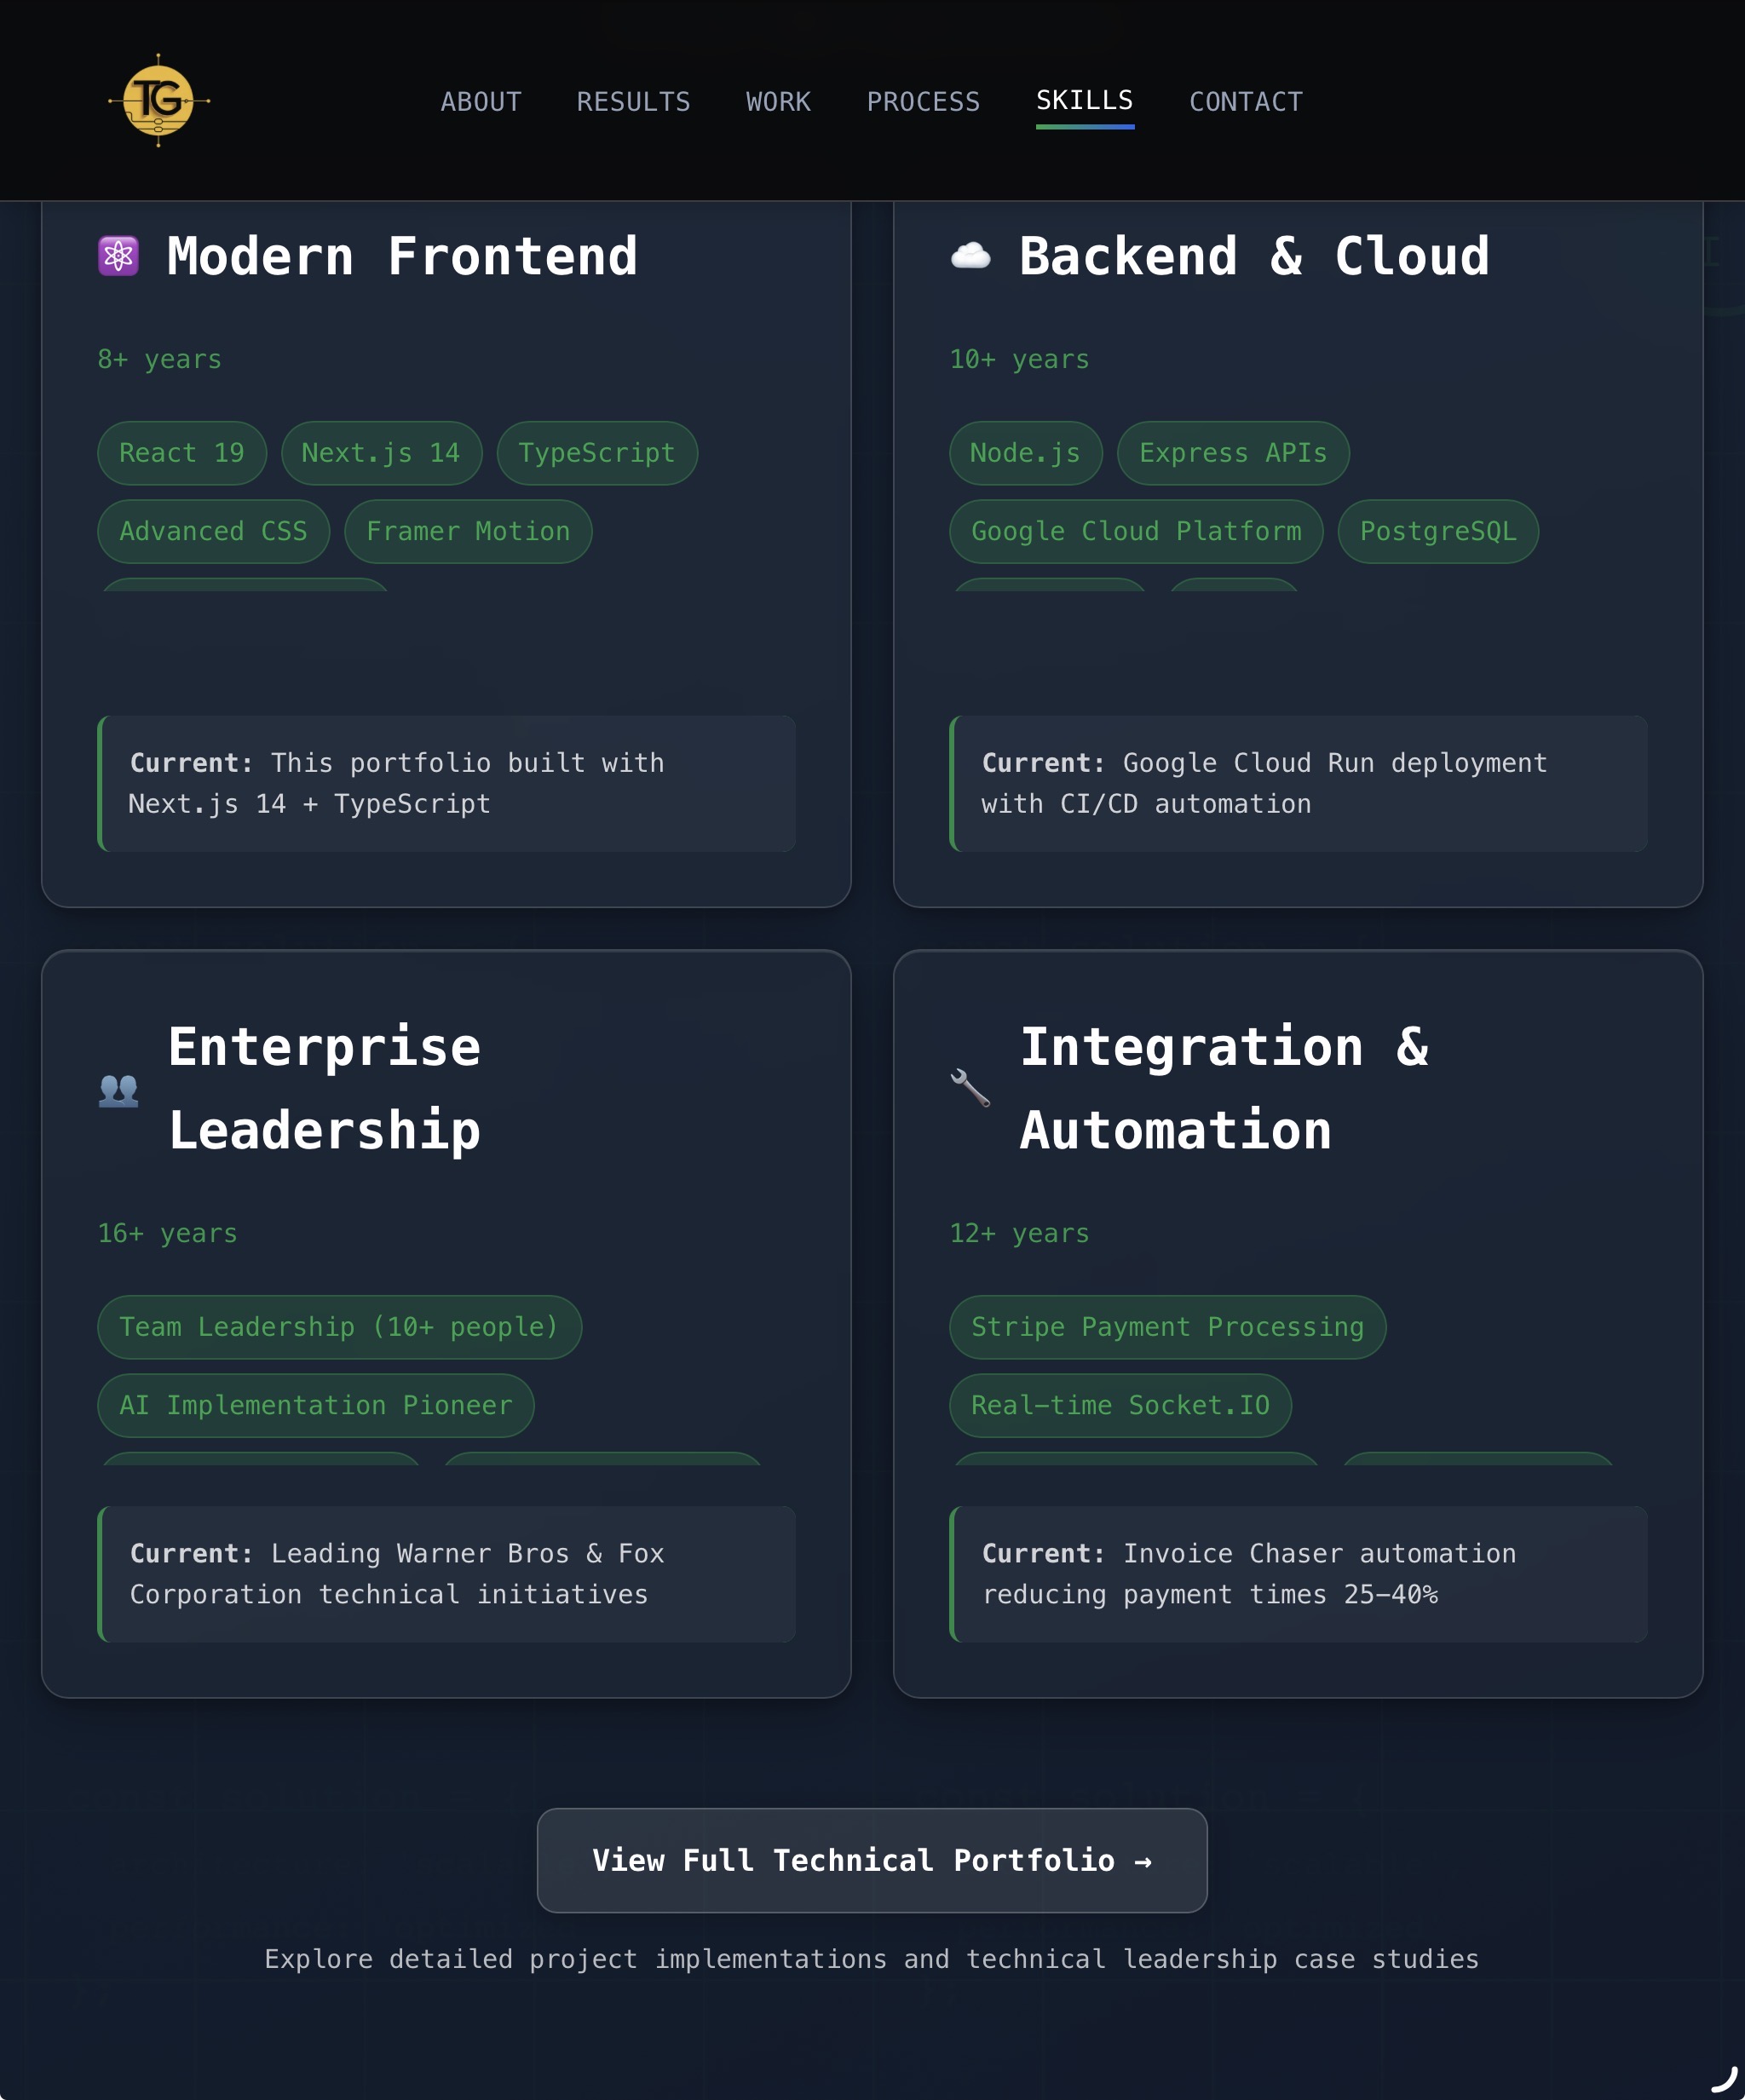 TG
ABOUT RESULTS WORK PROCESS SKILLS CONTACT
Modern Frontend
8+ years
React 19 Next.js 14 TypeScript
Advanced CSS Framer Motion
Current: This portfolio built with
Next.js 14 + TypeScript
Backend & Cloud
10+ years
Node.js Express APIs
Google Cloud Platform PostgreSQL
Current: Google Cloud Run deployment
with CI/CD automation
Enterprise
Leadership
16+ years
Team Leadership (10+ people)
AI Implementation Pioneer
Current: Leading Warner Bros & Fox
Corporation technical initiatives
Integration &
Automation
12+ years
Stripe Payment Processing
Real-time Socket.IO
Current: Invoice Chaser automation
reducing payment times 25-40%
View Full Technical Portfolio →
Explore detailed project implementations and technical leadership case studies